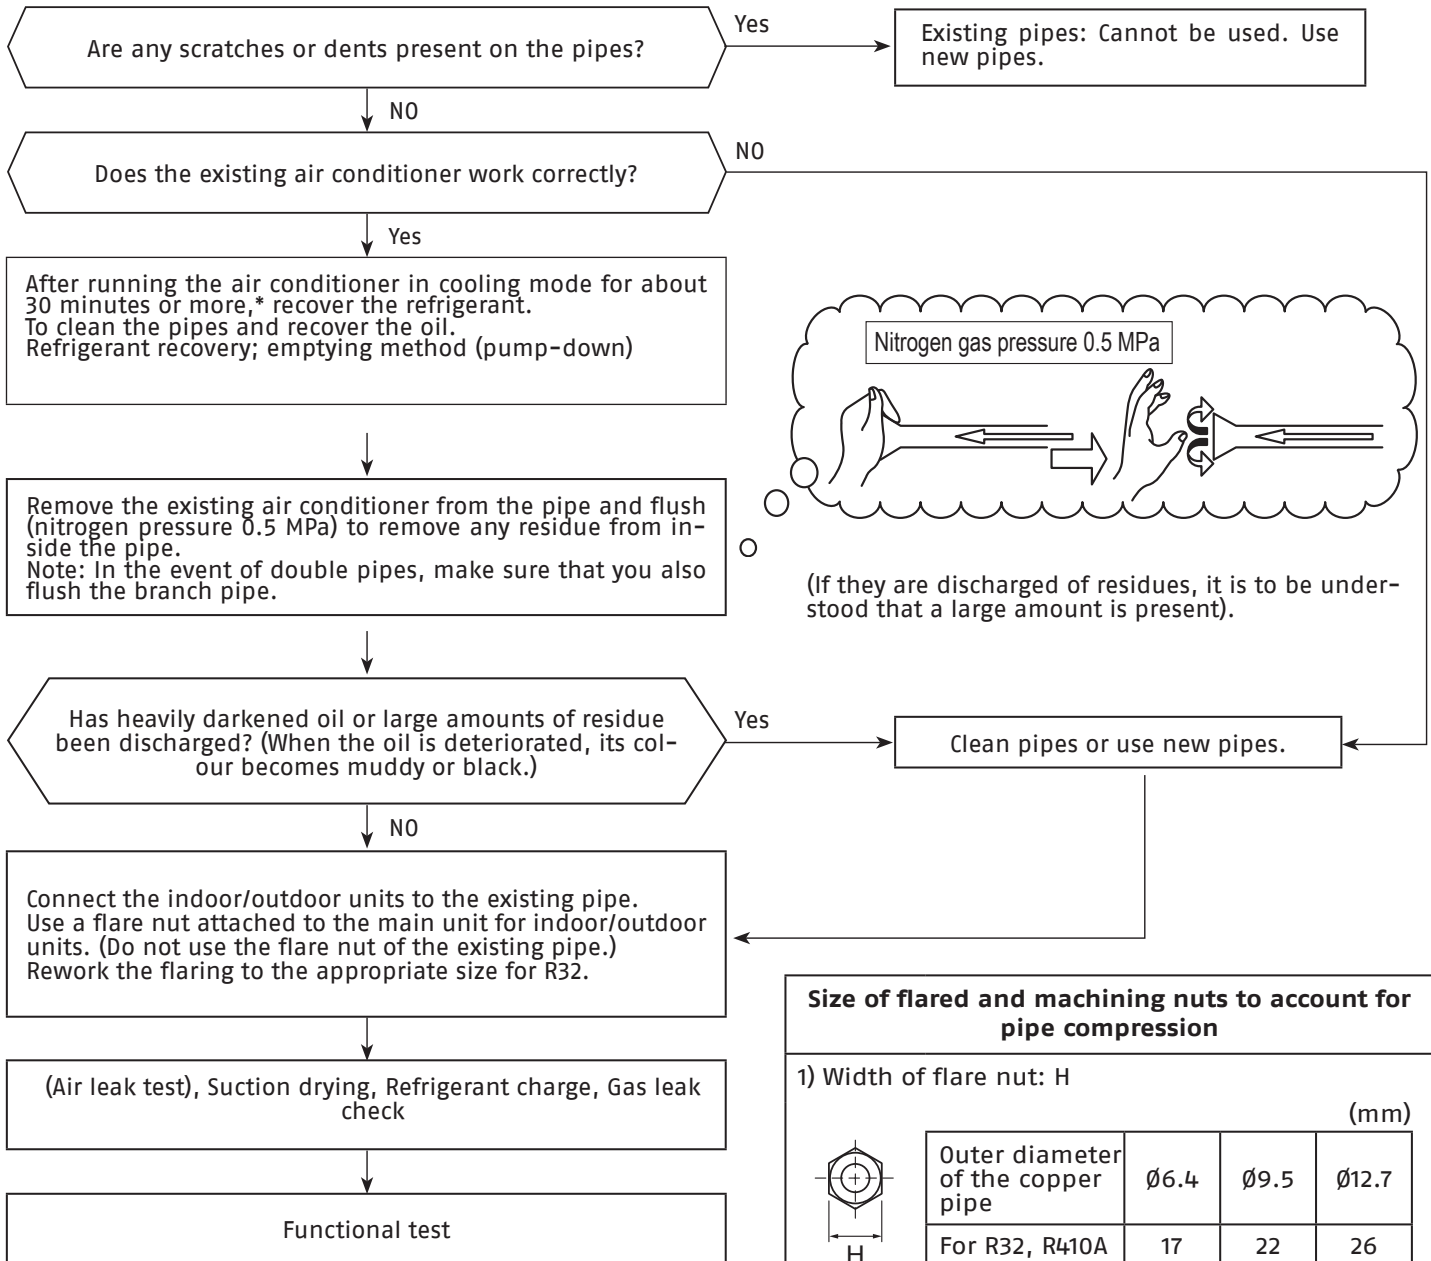 Are any scratches or dents present on the pipes?
Yes
Existing pipes: Cannot be used. Use
new pipes.
NO
Does the existing air conditioner work correctly?
NO
Yes
After running the air conditioner in cooling mode for about
30 minutes or more,* recover the refrigerant.
To clean the pipes and recover the oil.
Refrigerant recovery; emptying method (pump-down)
Nitrogen gas pressure 0.5 MPa
Remove the existing air conditioner from the pipe and flush
(nitrogen pressure 0.5 MPa) to remove any residue from in-
side the pipe.
Note: In the event of double pipes, make sure that you also
flush the branch pipe.
(If they are discharged of residues, it is to be under-
stood that a large amount is present).
Has heavily darkened oil or large amounts of residue
been discharged? (When the oil is deteriorated, its col-
our becomes muddy or black.)
Yes
Clean pipes or use new pipes.
NO
Connect the indoor/outdoor units to the existing pipe.
Use a flare nut attached to the main unit for indoor/outdoor
units. (Do not use the flare nut of the existing pipe.)
Rework the flaring to the appropriate size for R32.
(Air leak test), Suction drying, Refrigerant charge, Gas leak
check
Functional test
Size of flared and machining nuts to account for
pipe compression
1) Width of flare nut: H
(mm)
H
Outer diameter
of the copper
pipe
Ø6.4
Ø9.5
Ø12.7
For R32, R410A
17
22
26